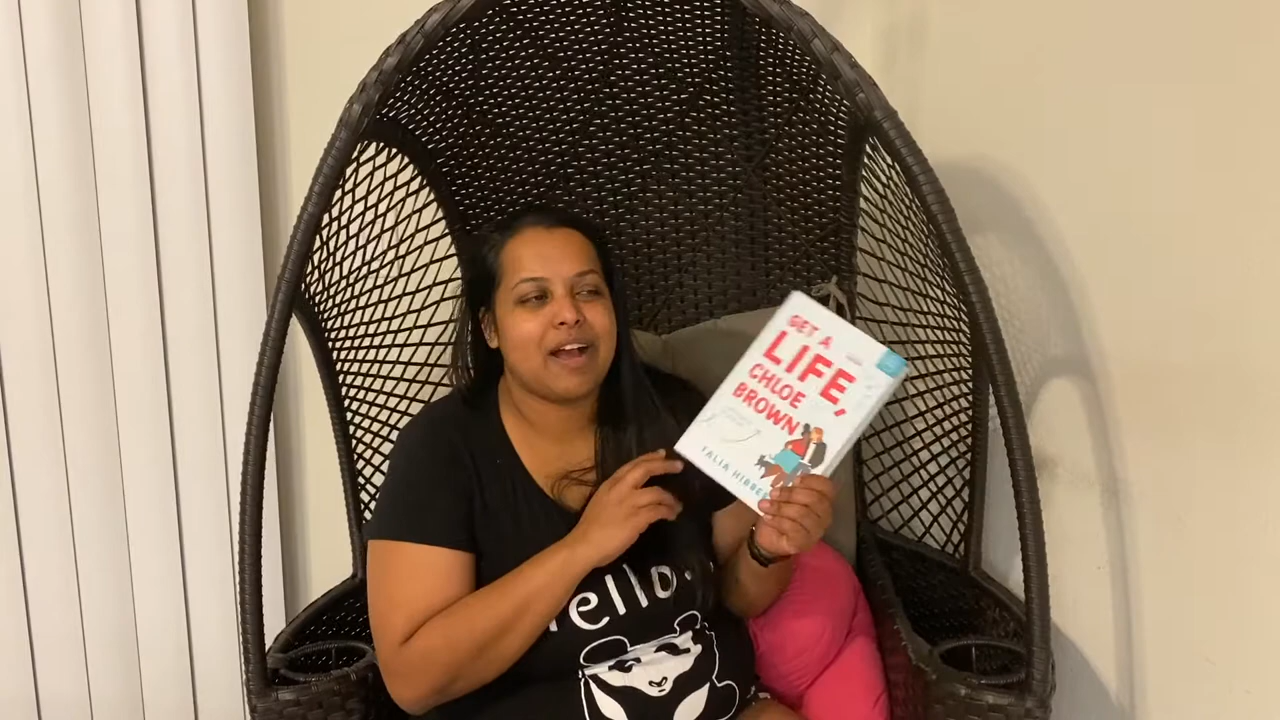 GET A
LIFE,
CHLOE
BROWN
TALIA HIBBE
ello.